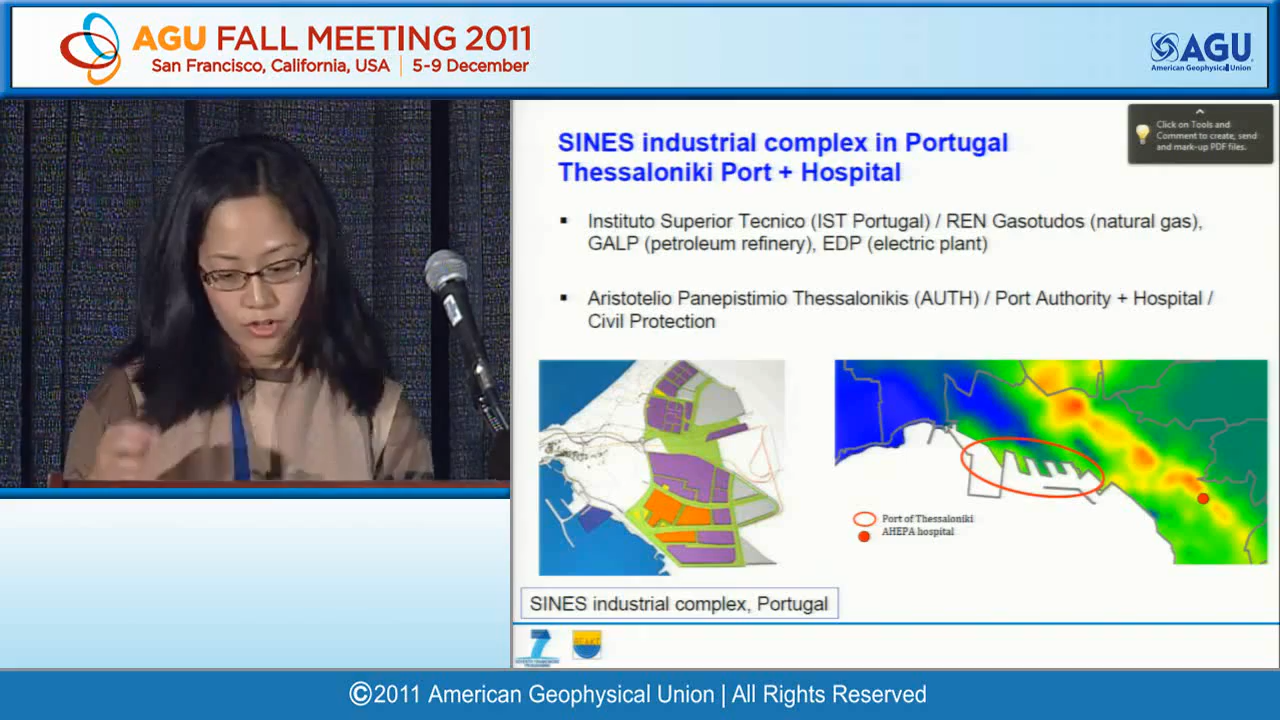 AGU FALL MEETING 2011
San Francisco, California, USA | 5-9 December
AGU
American Geophysical Union
Click on Tools and
Comment to create, send
and mark-up PDF files.
SINES industrial complex in Portugal
Thessaloniki Port + Hospital
▪ Instituto Superior Tecnico (IST Portugal) / REN Gasotudos (natural gas),
GALP (petroleum refinery), EDP (electric plant)
▪ Aristotelio Panepistimio Thessalonikis (AUTH) / Port Authority + Hospital /
Civil Protection
Port of Thessaloniki
AHEPA hospital
SINES industrial complex, Portugal
7
©2011 American Geophysical Union | All Rights Reserved